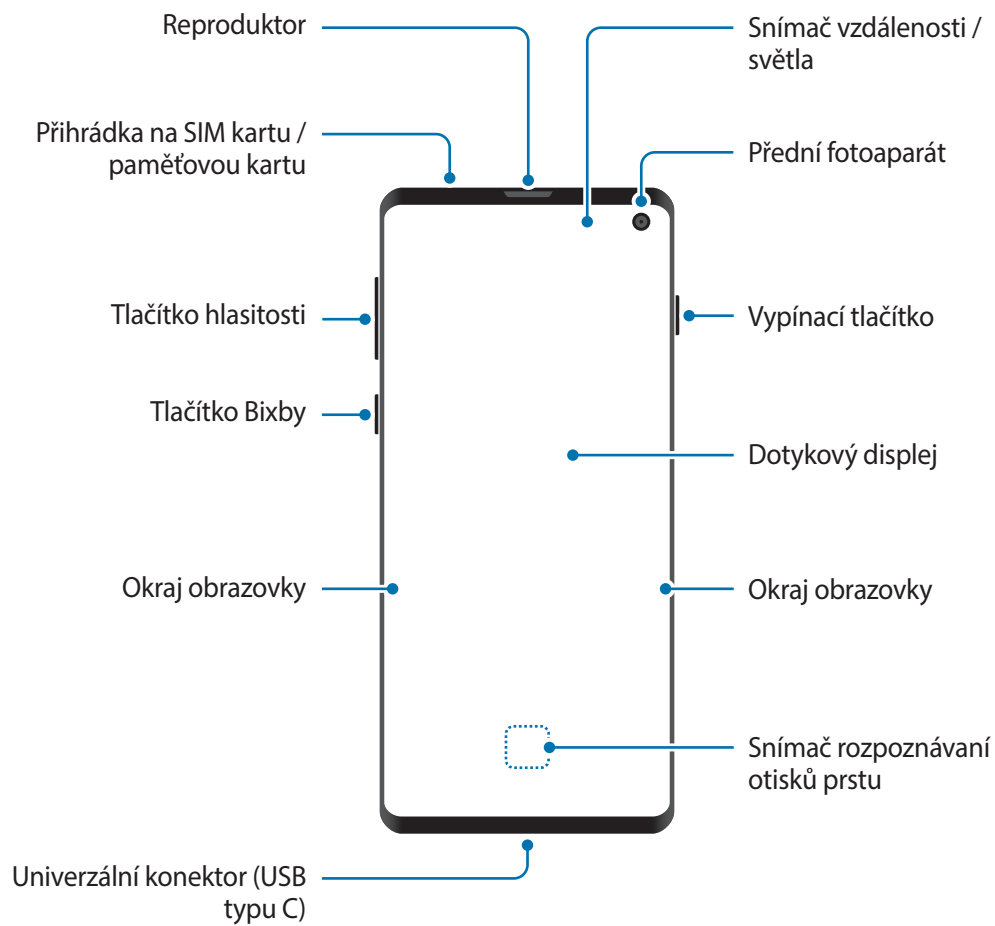 Reproduktor
Přihrádka na SIM kartu /
paměťovou kartu
Tlačítko hlasitosti
Tlačítko Bixby
Okraj obrazovky
Univerzální konektor (USB
typu C)
Snímač vzdálenosti /
světla
Přední fotoaparát
Vypínací tlačítko
Dotykový displej
Okraj obrazovky
Snímač rozpoznávaní
otisků prstu